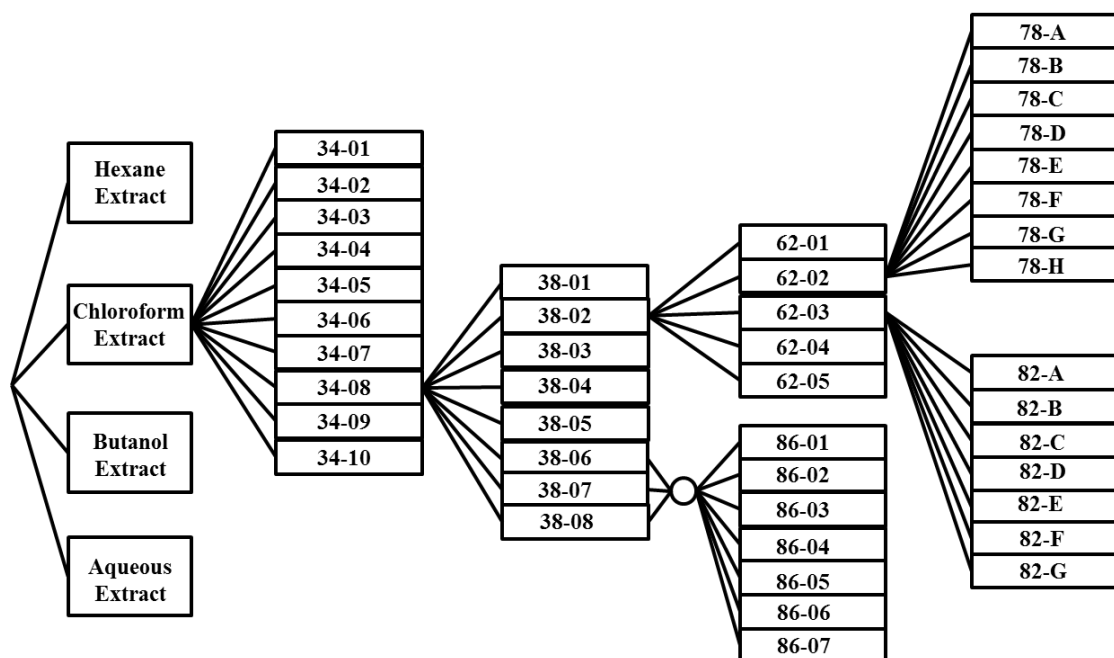 Hexane
Extract
Chloroform
Extract
Butanol
Extract
Aqueous
Extract
34-01
34-02
34-03
34-04
34-05
34-06
34-07
34-08
34-09
34-10
38-01
38-02
38-03
38-04
38-05
38-06
38-07
38-08
62-01
62-02
62-03
62-04
62-05
86-01
86-02
86-03
86-04
86-05
86-06
86-07
78-A
78-B
78-C
78-D
78-E
78-F
78-G
78-H
82-A
82-B
82-C
82-D
82-E
82-F
82-G